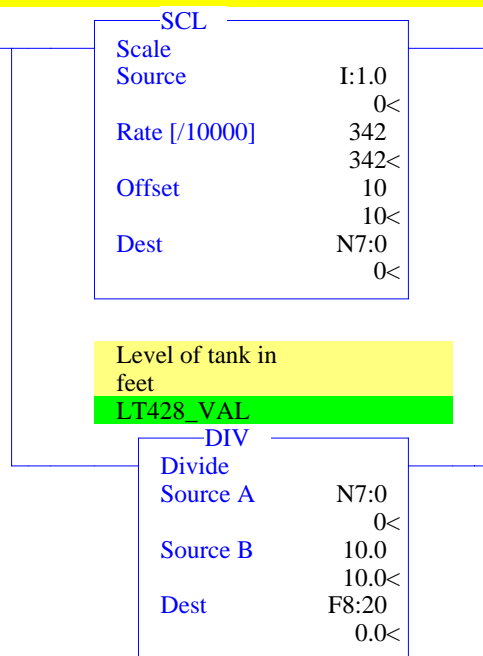 SCL
Scale
Source I:1.0
0<
Rate [/10000] 342
342<
Offset 10
10<
Dest N7:0
0<
Level of tank in
feet
LT428_VAL
DIV
Divide
Source A N7:0
0<
Source B 10.0
10.0<
Dest F8:20
0.0<